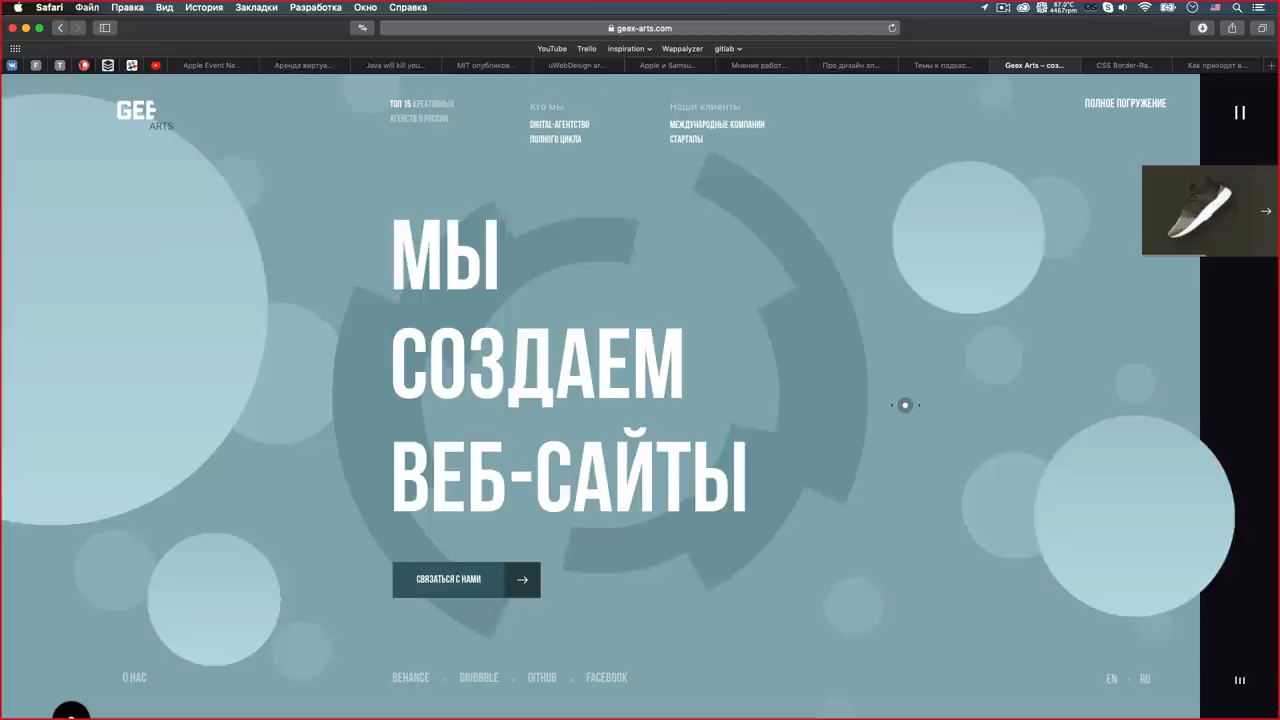 Safari Файл Правка Вид История Закладки Разработка Окно Справка
87.0°C
4467rpm
geex-arts.com
YouTube Trello inspiration Wappalyzer gitlab
Apple Event Ne... Аренда виртуа... Java will kill you... MIT опубликов... uWebDesign ar... Apple и Samsu... Мнения работ... Про дизайн эл... Темы к подкас... Geex Arts – соз... CSS Border-Ra... Как приходят в...
GEE
ARTS
ТОП 15 КРЕАТИВНЫХ
АГЕНСТВ В РОССИИ
Кто мы
DIGITAL-АГЕНТСТВО
ПОЛНОГО ЦИКЛА
Наши клиенты
МЕЖДУНАРОДНЫЕ КОМПАНИИ
СТАРТАПЫ
ПОЛНОЕ ПОГРУЖЕНИЕ
МЫ
СОЗДАЕМ
ВЕБ-САЙТЫ
СВЯЗАТЬСЯ С НАМИ
О НАС
BEHANCE DRIBBBLE GITHUB FACEBOOK
EN RU